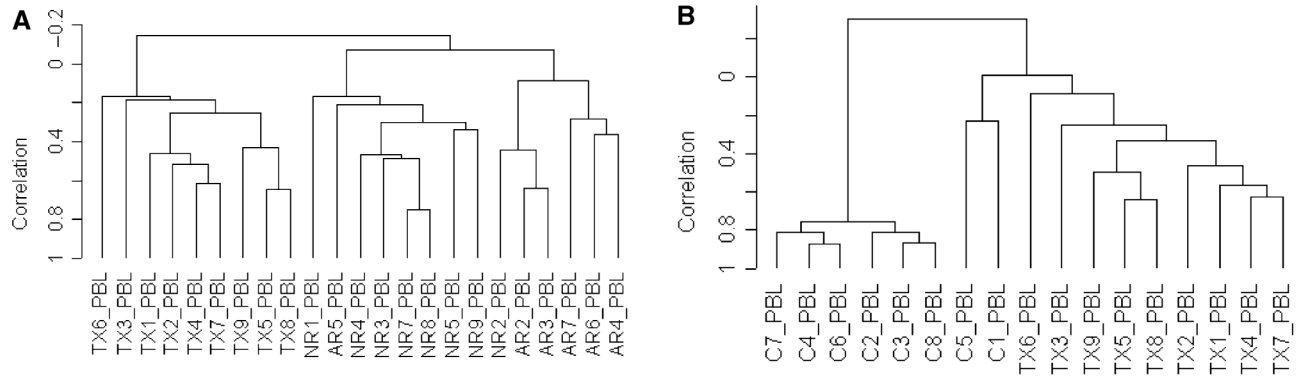 A
Correlation
−0.2
0
0.4
0.8
1
TX6_PBL
TX3_PBL
TX1_PBL
TX2_PBL
TX4_PBL
TX7_PBL
TX9_PBL
TX5_PBL
TX8_PBL
NR1_PBL
AR5_PBL
NR4_PBL
NR3_PBL
NR7_PBL
NR8_PBL
NR5_PBL
NR9_PBL
NR2_PBL
AR2_PBL
AR3_PBL
AR7_PBL
AR6_PBL
AR4_PBL
B
Correlation
0
0.4
0.8
1
C7_PBL
C4_PBL
C6_PBL
C2_PBL
C3_PBL
C8_PBL
C5_PBL
C1_PBL
TX6_PBL
TX3_PBL
TX9_PBL
TX5_PBL
TX8_PBL
TX2_PBL
TX1_PBL
TX4_PBL
TX7_PBL